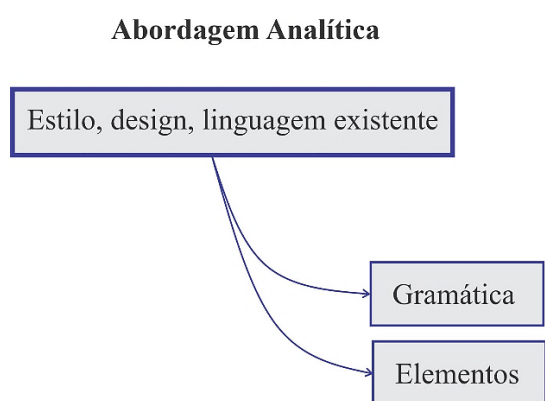 Abordagem Analítica
Estilo, design, linguagem existente
Gramática
Elementos